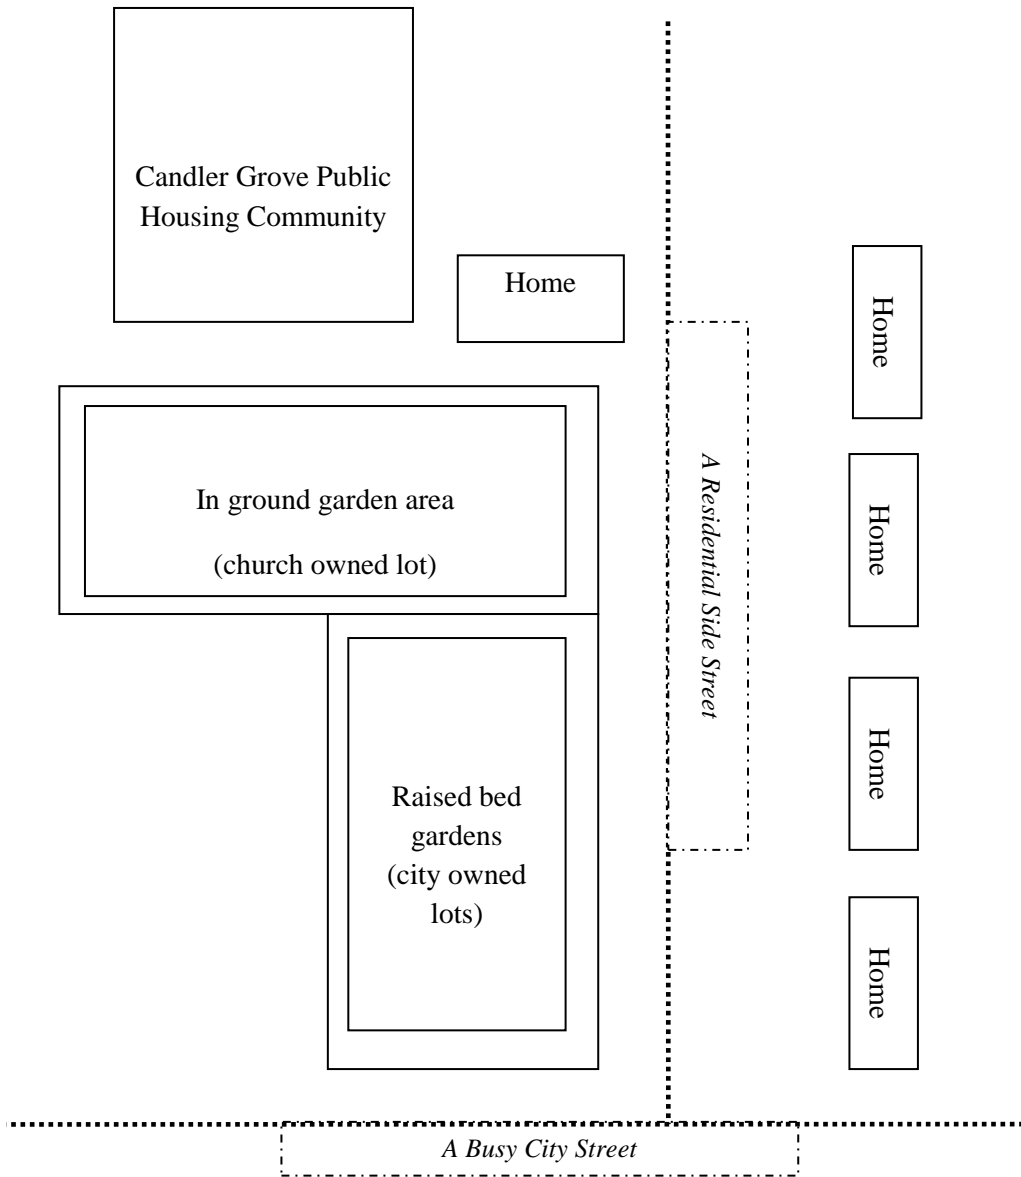 Candler Grove Public
Housing Community
Home
Home
In ground garden area
(church owned lot)
A Residential Side Street
Home
Home
Raised bed
gardens
(city owned
lots)
Home
A Busy City Street